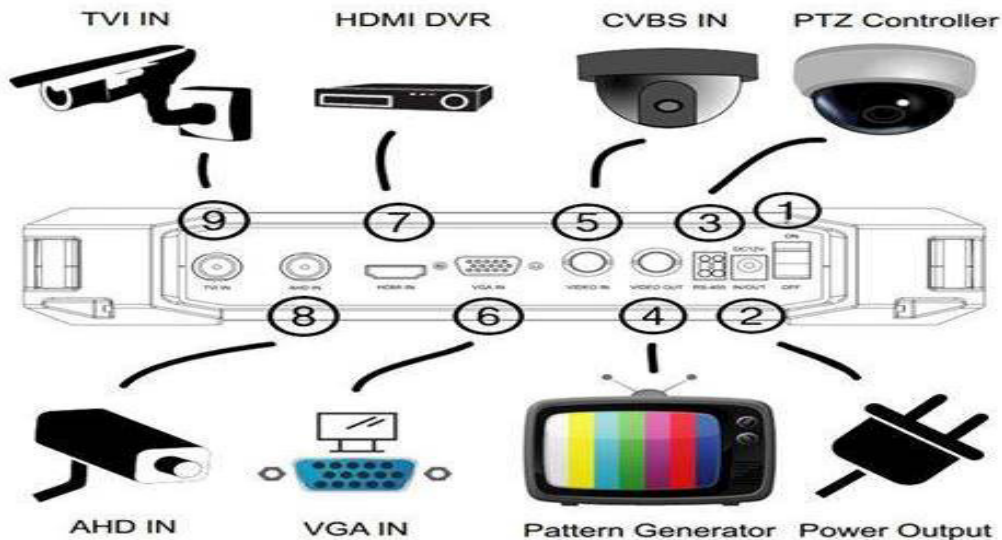 TVI IN HDMI DVR CVBS IN PTZ Controller
9 7 5 3 1
ON
DC12V
TVI IN AHD IN HDMI IN VGA IN VIDEO IN VIDEO OUT RS-485 IN/OUT OFF
8 6 4 2
AHD IN VGA IN Pattern Generator Power Output